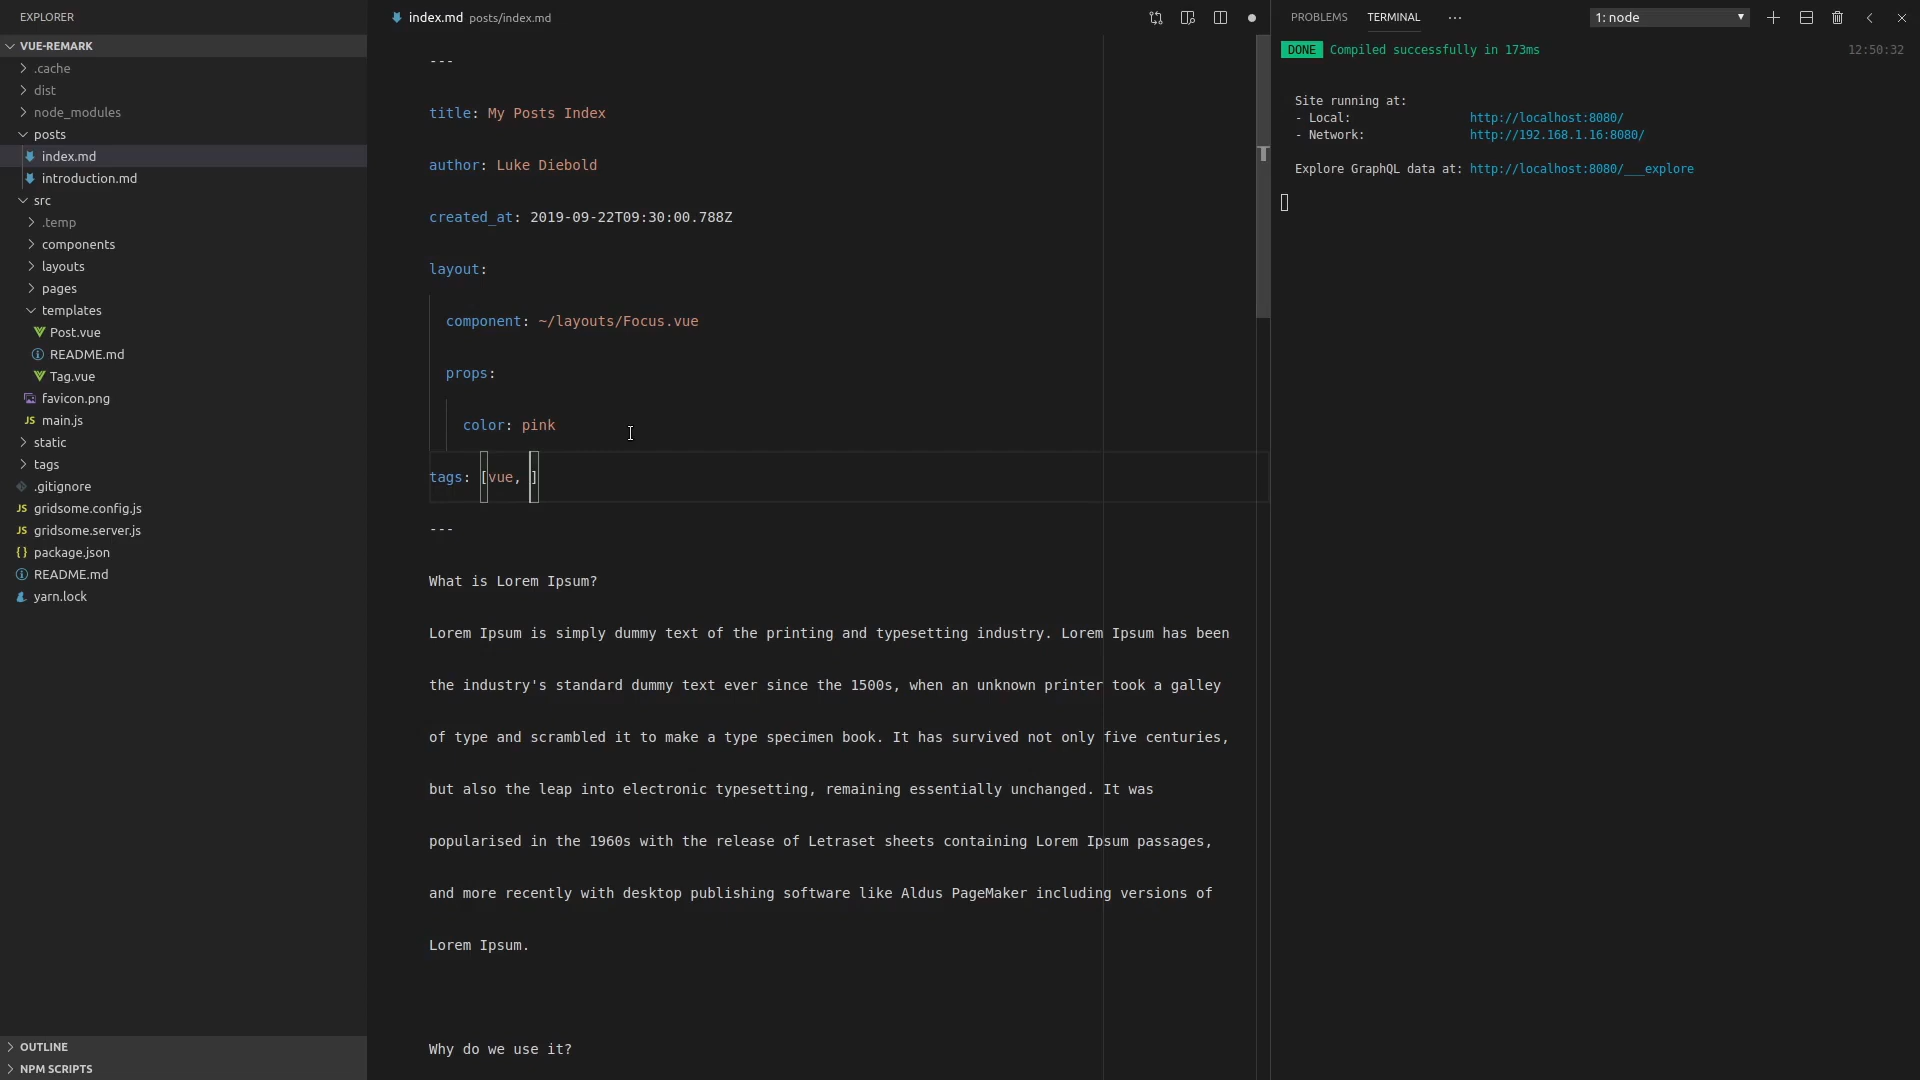 EXPLORER
VUE-REMARK
.cache
dist
node_modules
posts
index.md
introduction.md
src
.temp
components
layouts
pages
templates
Post.vue
README.md
Tag.vue
favicon.png
JS main.js
static
tags
.gitignore
JS gridsome.config.js
JS gridsome.server.js
{} package.json
README.md
yarn.lock
OUTLINE
NPM SCRIPTS
index.md posts/index.md
---
title: My Posts Index
author: Luke Diebold
created_at: 2019-09-22T09:30:00.788Z
layout:
component: ~/layouts/Focus.vue
props:
color: pink
tags: [vue, ]
---
What is Lorem Ipsum?
Lorem Ipsum is simply dummy text of the printing and typesetting industry. Lorem Ipsum has been
the industry's standard dummy text ever since the 1500s, when an unknown printer took a galley
of type and scrambled it to make a type specimen book. It has survived not only five centuries,
but also the leap into electronic typesetting, remaining essentially unchanged. It was
popularised in the 1960s with the release of Letraset sheets containing Lorem Ipsum passages,
and more recently with desktop publishing software like Aldus PageMaker including versions of
Lorem Ipsum.
Why do we use it?
PROBLEMS TERMINAL ··· 1: node
DONE Compiled successfully in 173ms 12:50:32
Site running at:
- Local: http://localhost:8080/
- Network: http://192.168.1.16:8080/
Explore GraphQL data at: http://localhost:8080/___explore